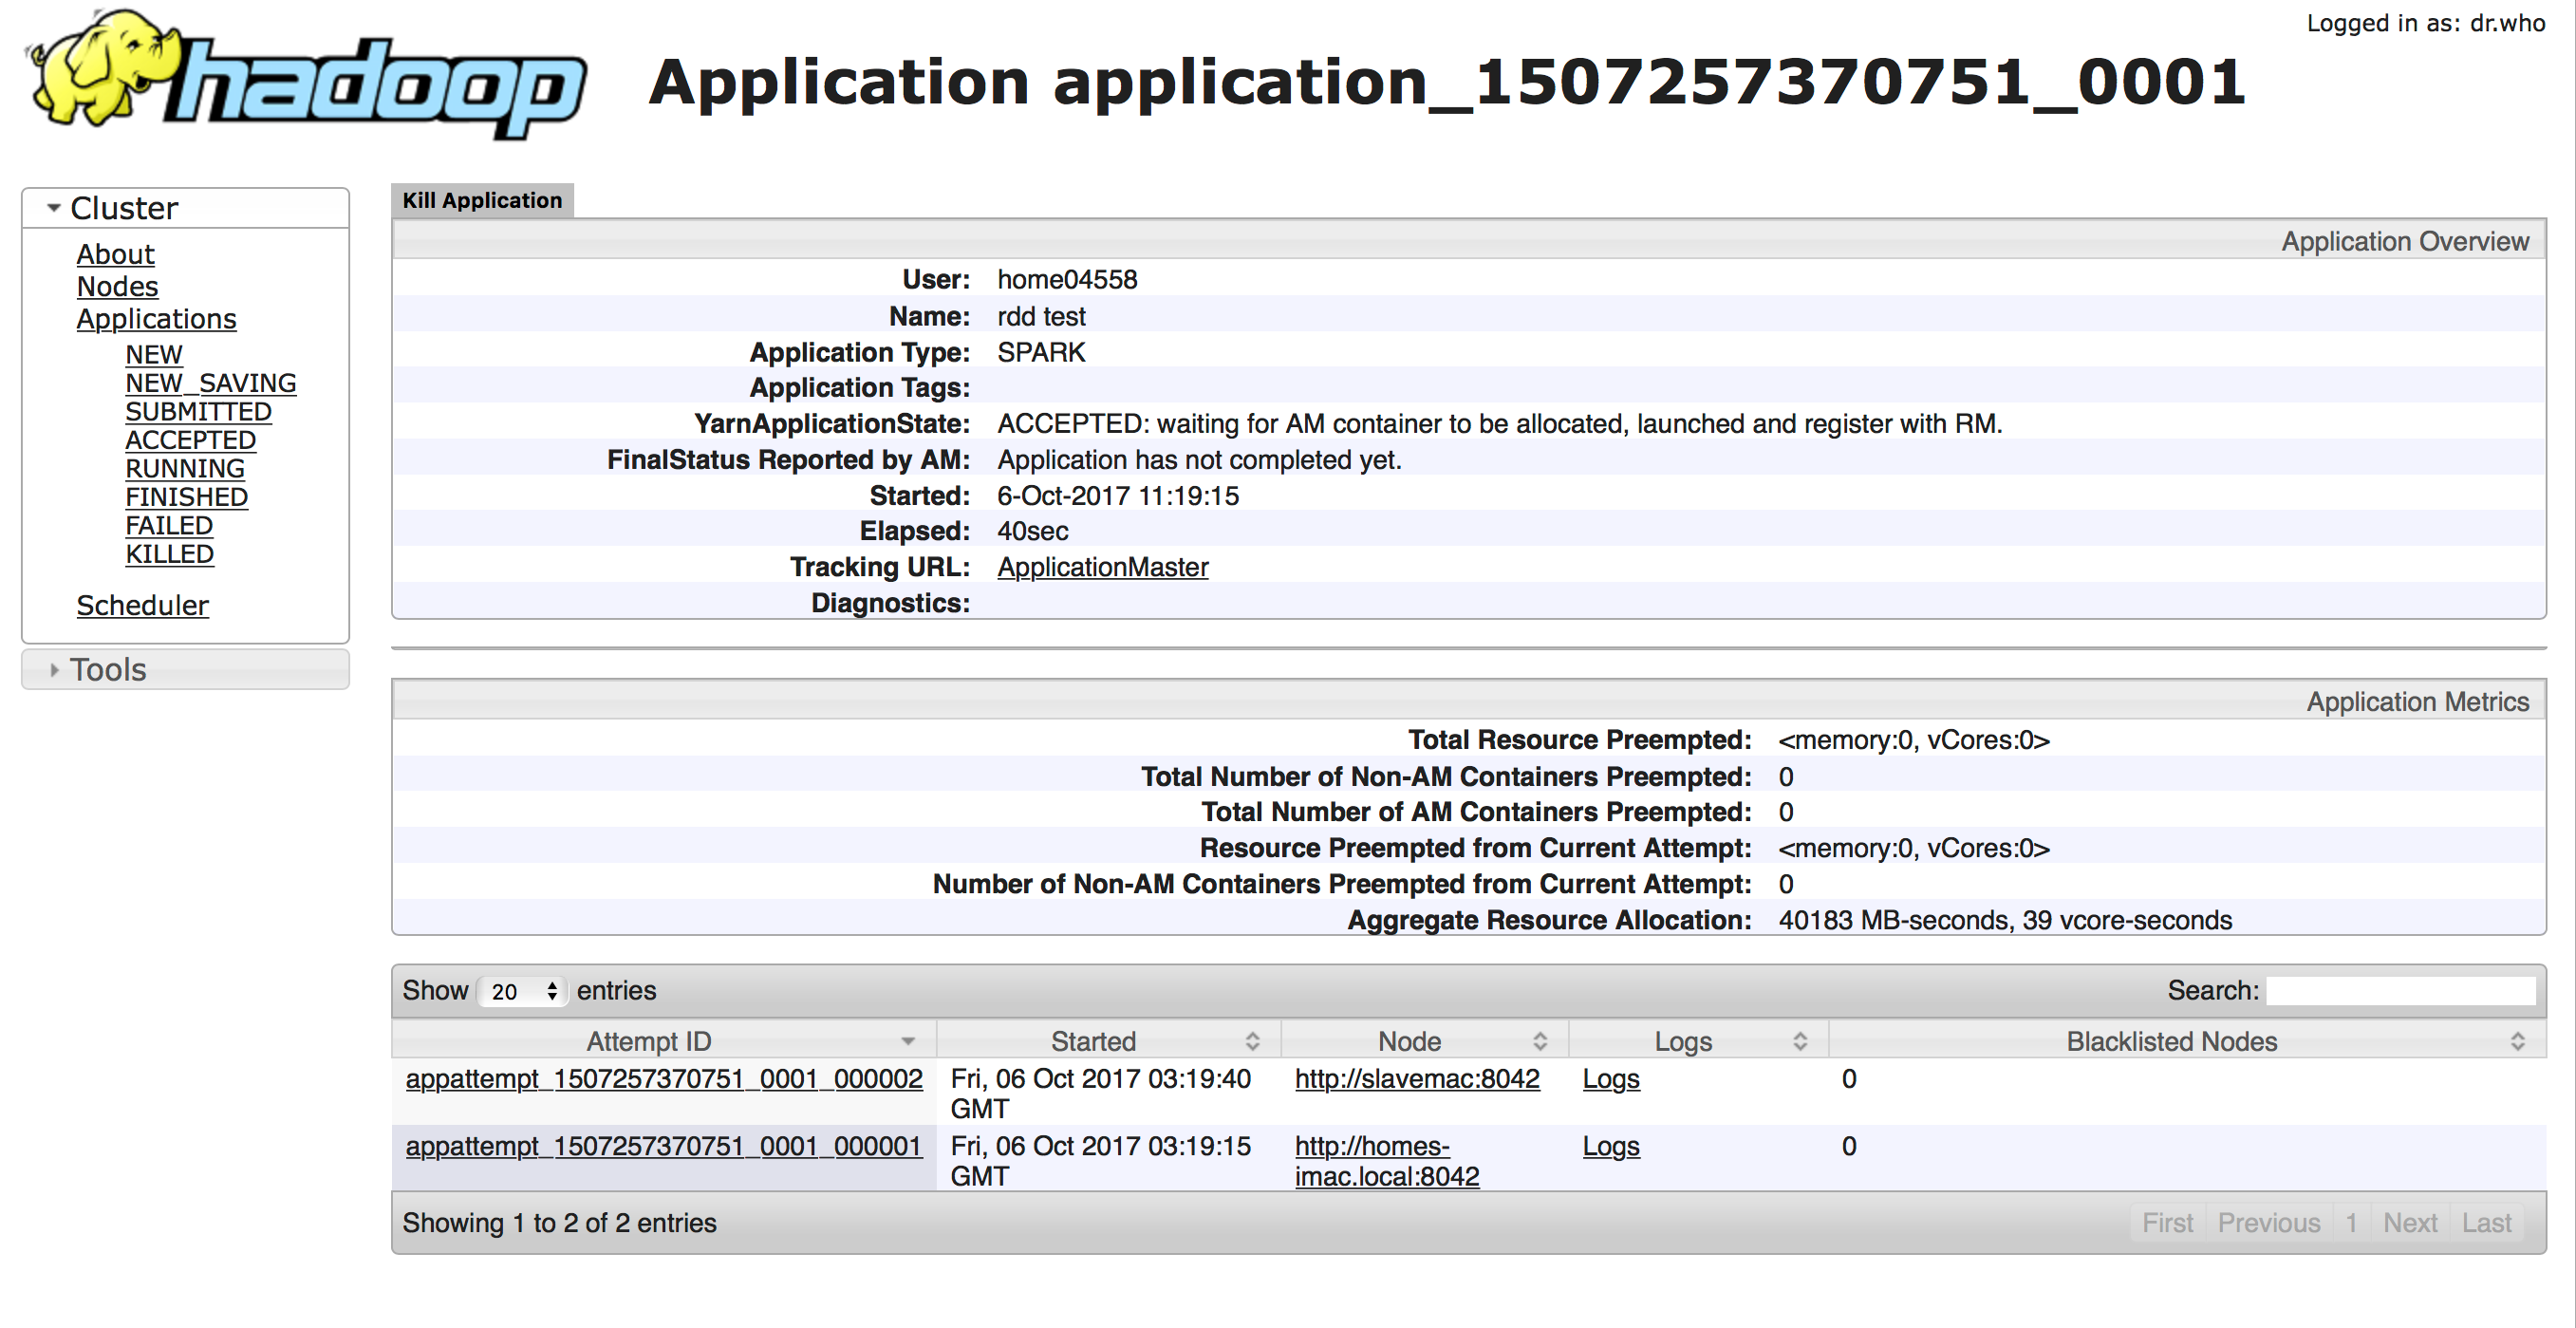 Logged in as: dr.who
hadoop
Application application_1507257370751_0001
Cluster
About
Nodes
Applications
NEW
NEW_SAVING
SUBMITTED
ACCEPTED
RUNNING
FINISHED
FAILED
KILLED
Scheduler
Tools
Kill Application
Application Overview
User: home04558
Name: rdd test
Application Type: SPARK
Application Tags:
YarnApplicationState: ACCEPTED: waiting for AM container to be allocated, launched and register with RM.
FinalStatus Reported by AM: Application has not completed yet.
Started: 6-Oct-2017 11:19:15
Elapsed: 40sec
Tracking URL: ApplicationMaster
Diagnostics:
Application Metrics
Total Resource Preempted: <memory:0, vCores:0>
Total Number of Non-AM Containers Preempted: 0
Total Number of AM Containers Preempted: 0
Resource Preempted from Current Attempt: <memory:0, vCores:0>
Number of Non-AM Containers Preempted from Current Attempt: 0
Aggregate Resource Allocation: 40183 MB-seconds, 39 vcore-seconds
Show 20 entries Search:
Attempt ID Started Node Logs Blacklisted Nodes
appattempt_1507257370751_0001_000002 Fri, 06 Oct 2017 03:19:40 http://slavemac:8042 Logs 0
GMT
appattempt_1507257370751_0001_000001 Fri, 06 Oct 2017 03:19:15 http://homes- Logs 0
GMT imac.local:8042
Showing 1 to 2 of 2 entries First Previous 1 Next Last